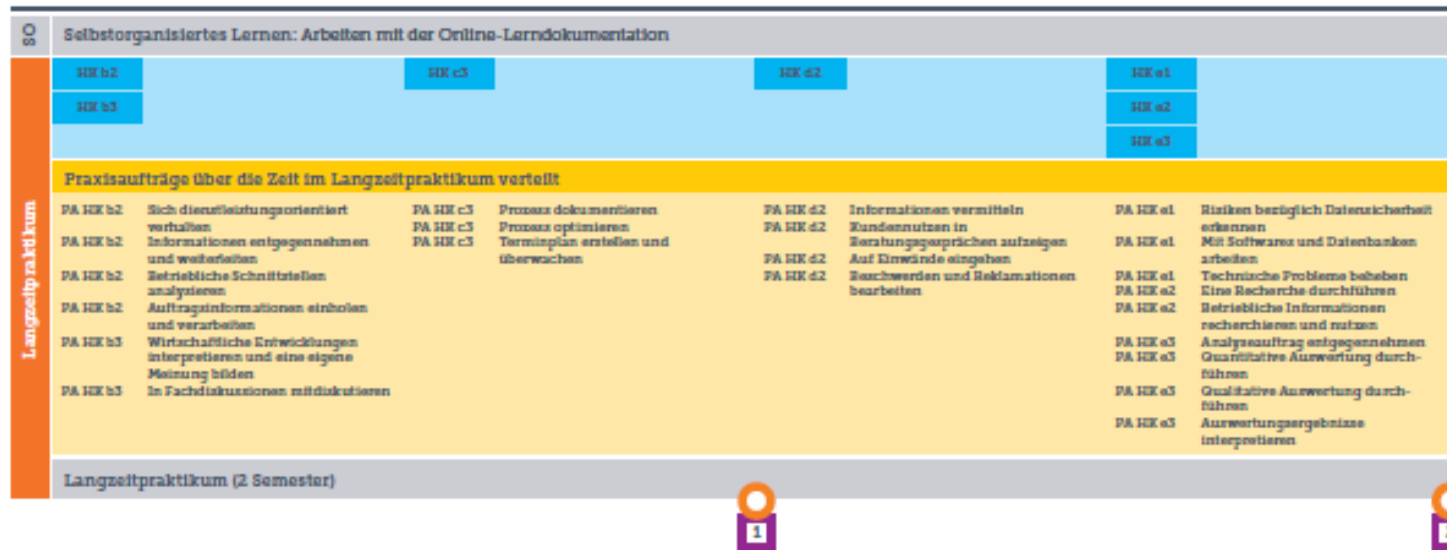 SO
Selbstorganisiertes Lernen: Arbeiten mit der Online-Lerndokumentation
Langzeitpraktikum
HK b2
HK c3
HK d2
HK e1
HK b3
HK e2
HK e3
Praxisaufträge über die Zeit im Langzeitpraktikum verteilt
PA HK b2 Sich dienstleistungsorientiert
verhalten
PA HK b2 Informationen entgegennehmen
und weiterleiten
PA HK b2 Betriebliche Schnittstellen
analysieren
PA HK b2 Auftragsinformationen einholen
und verarbeiten
PA HK b3 Wirtschaftliche Entwicklungen
interpretieren und eine eigene
Meinung bilden
PA HK b3 In Fachdiskussionen mitdiskutieren
PA HK c3 Prozess dokumentieren
PA HK c3 Prozess optimieren
PA HK c3 Terminplan erstellen und
überwachen
PA HK d2 Informationen vermitteln
PA HK d2 Kundennutzen in
Beratungsgesprächen aufzeigen
PA HK d2 Auf Einwände eingehen
PA HK d2 Beschwerden und Reklamationen
bearbeiten
PA HK e1 Risiken bezüglich Datensicherheit
erkennen
PA HK e1 Mit Softwares und Datenbanken
arbeiten
PA HK e1 Technische Probleme beheben
PA HK e2 Eine Recherche durchführen
PA HK e2 Betriebliche Informationen
recherchieren und nutzen
PA HK e3 Analyseauftrag entgegennehmen
PA HK e3 Quantitative Auswertung durch-
führen
PA HK e3 Qualitative Auswertung durch-
führen
PA HK e3 Auswertungsergebnisse
interpretieren
Langzeitpraktikum (2 Semester)
1